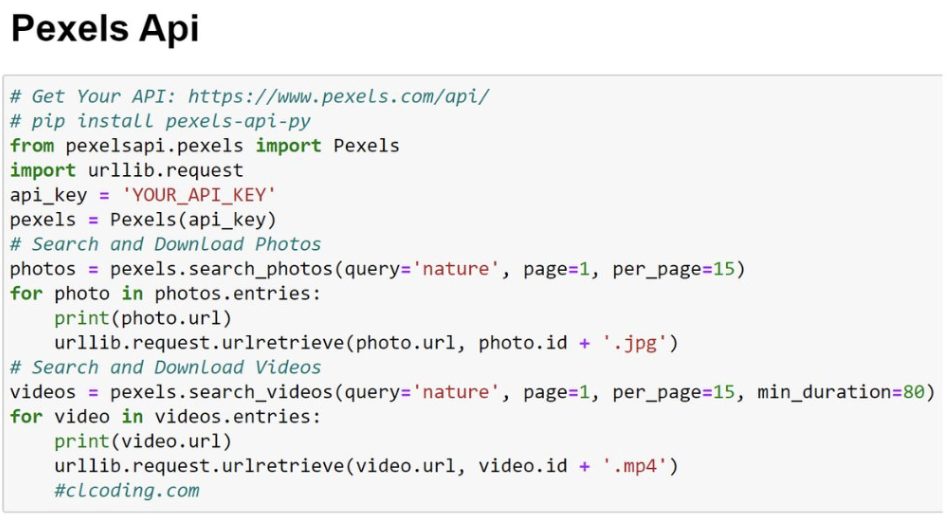 Pexels Api
# Get Your API: https://www.pexels.com/api/
# pip install pexels-api-py
from pexelsapi.pexels import Pexels
import urllib.request
api_key = 'YOUR_API_KEY'
pexels = Pexels(api_key)
# Search and Download Photos
photos = pexels.search_photos(query='nature', page=1, per_page=15)
for photo in photos.entries:
    print(photo.url)
    urllib.request.urlretrieve(photo.url, photo.id + '.jpg')
# Search and Download Videos
videos = pexels.search_videos(query='nature', page=1, per_page=15, min_duration=80)
for video in videos.entries:
    print(video.url)
    urllib.request.urlretrieve(video.url, video.id + '.mp4')
    #clcoding.com